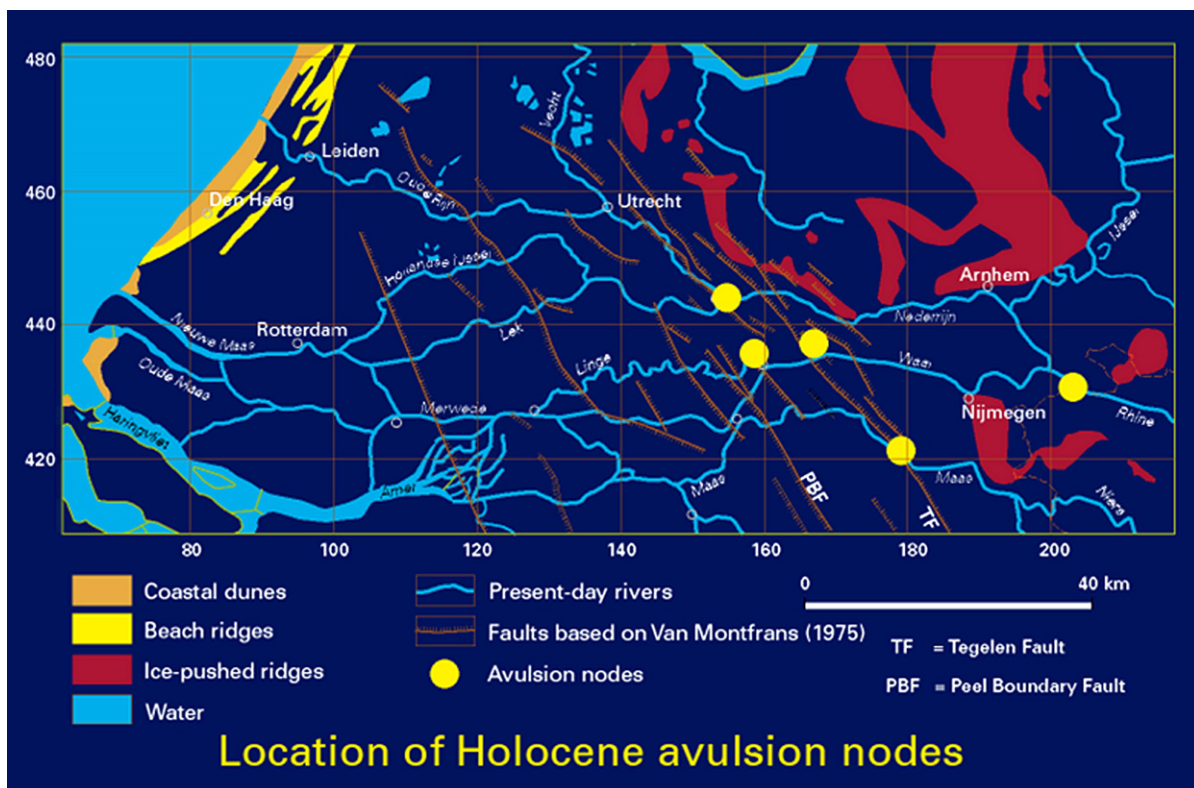 480
460
440
420
80
100
120
140
160
180
200
Leiden
Den Haag
Oude Rijn
Vecht
Utrecht
IJssel
Arnhem
Hollandse IJssel
Nederrijn
Nieuwe Maas
Rotterdam
Lek
Linge
Waal
Oude Maas
Merwede
Nijmegen
Rhine
Haringvliet
Amer
Maas
Maas
Niers
PBF
TF
Coastal dunes
Beach ridges
Ice-pushed ridges
Water
Present-day rivers
Faults based on Van Montfrans (1975)
Avulsion nodes
0 40 km
TF = Tegelen Fault
PBF = Peel Boundary Fault
Location of Holocene avulsion nodes